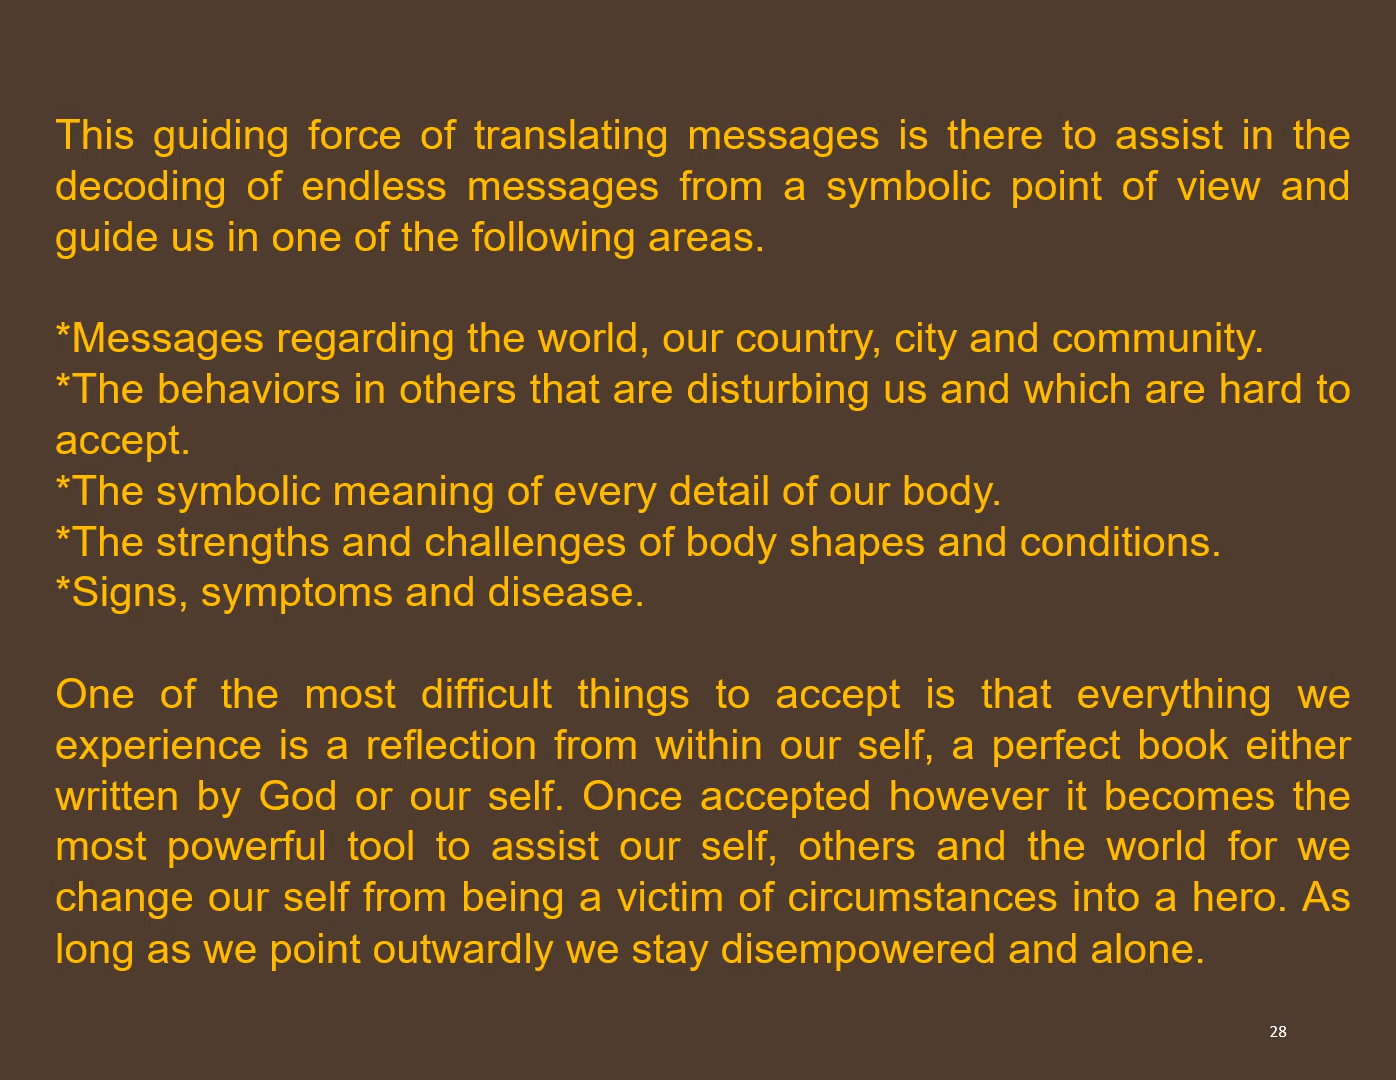 This guiding force of translating messages is there to assist in the
decoding of endless messages from a symbolic point of view and
guide us in one of the following areas.
*Messages regarding the world, our country, city and community.
*The behaviors in others that are disturbing us and which are hard to
accept.
*The symbolic meaning of every detail of our body.
*The strengths and challenges of body shapes and conditions.
*Signs, symptoms and disease.
One of the most difficult things to accept is that everything we
experience is a reflection from within our self, a perfect book either
written by God or our self. Once accepted however it becomes the
most powerful tool to assist our self, others and the world for we
change our self from being a victim of circumstances into a hero. As
long as we point outwardly we stay disempowered and alone.
28